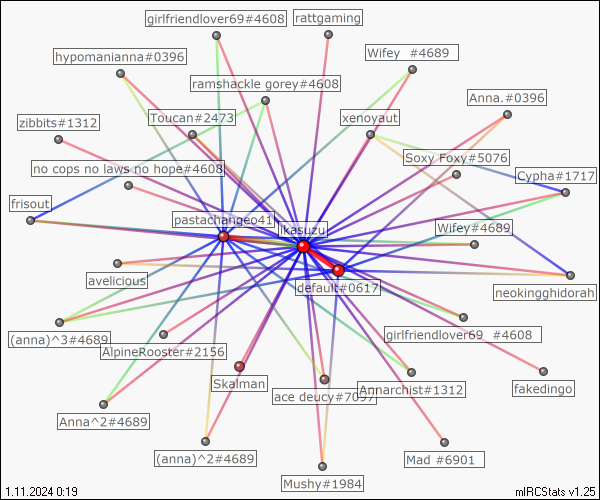 girlfriendlover69#4608
rattgaming
hypomanianna#0396
Wifey #4689
ramshackle gorey#4608
Anna.#0396
zibbits#1312
Toucan#2473
xenoyaut
Soxy Foxy#5076
no cops no laws no hope#4608
Cypha#1717
frisout
pastachangeo41
ikasuzu
Wifey#4689
avelicious
default#0617
neokingghidorah
(anna)^3#4689
AlpineRooster#2156
girlfriendlover69 #4608
Skalman
ace deucy#7097
Annarchist#1312
fakedingo
Anna^2#4689
(anna)^2#4689
Mad #6901
Mushy#1984
1.11.2024 0:19
mIRCStats v1.25